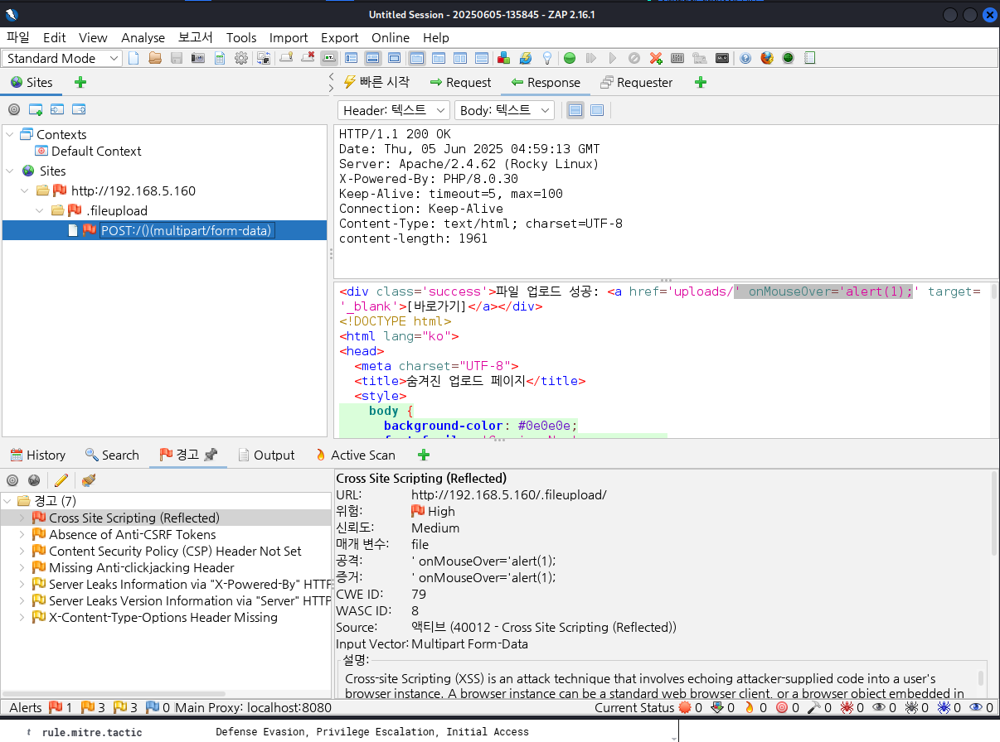 Untitled Session - 20250605-135845 - ZAP 2.16.1
파일 Edit View Analyse 보고서 Tools Import Export Online Help
Standard Mode
Sites
빠른 시작 Request Response Requester
Header: 텍스트 Body: 텍스트
Contexts
Default Context
Sites
http://192.168.5.160
.fileupload
POST:/()(multipart/form-data)
HTTP/1.1 200 OK
Date: Thu, 05 Jun 2025 04:59:13 GMT
Server: Apache/2.4.62 (Rocky Linux)
X-Powered-By: PHP/8.0.30
Keep-Alive: timeout=5, max=100
Connection: Keep-Alive
Content-Type: text/html; charset=UTF-8
content-length: 1961
<div class='success'>파일 업로드 성공: <a href='uploads/' onMouseOver='alert(1);' target=
'_blank'>[바로가기]</a></div>
<!DOCTYPE html>
<html lang="ko">
<head>
<meta charset="UTF-8">
<title>숨겨진 업로드 페이지</title>
<style>
body {
background-color: #0e0e0e;
History Search 경고 Output Active Scan
경고 (7)
Cross Site Scripting (Reflected)
Absence of Anti-CSRF Tokens
Content Security Policy (CSP) Header Not Set
Missing Anti-clickjacking Header
Server Leaks Information via "X-Powered-By" HTTF
Server Leaks Version Information via "Server" HTTP
X-Content-Type-Options Header Missing
Cross Site Scripting (Reflected)
URL: http://192.168.5.160/.fileupload/
위험: High
신뢰도: Medium
매개 변수: file
공격: ' onMouseOver='alert(1);
증거: ' onMouseOver='alert(1);
CWE ID: 79
WASC ID: 8
Source: 액티브 (40012 - Cross Site Scripting (Reflected))
Input Vector: Multipart Form-Data
설명:
Cross-site Scripting (XSS) is an attack technique that involves echoing attacker-supplied code into a user's
browser instance. A browser instance can be a standard web browser client, or a browser object embedded in
Alerts 1 3 3 0 Main Proxy: localhost:8080 Current Status 0 0 0 0 0 0 0 0 0 0
t rule.mitre.tactic Defense Evasion, Privilege Escalation, Initial Access